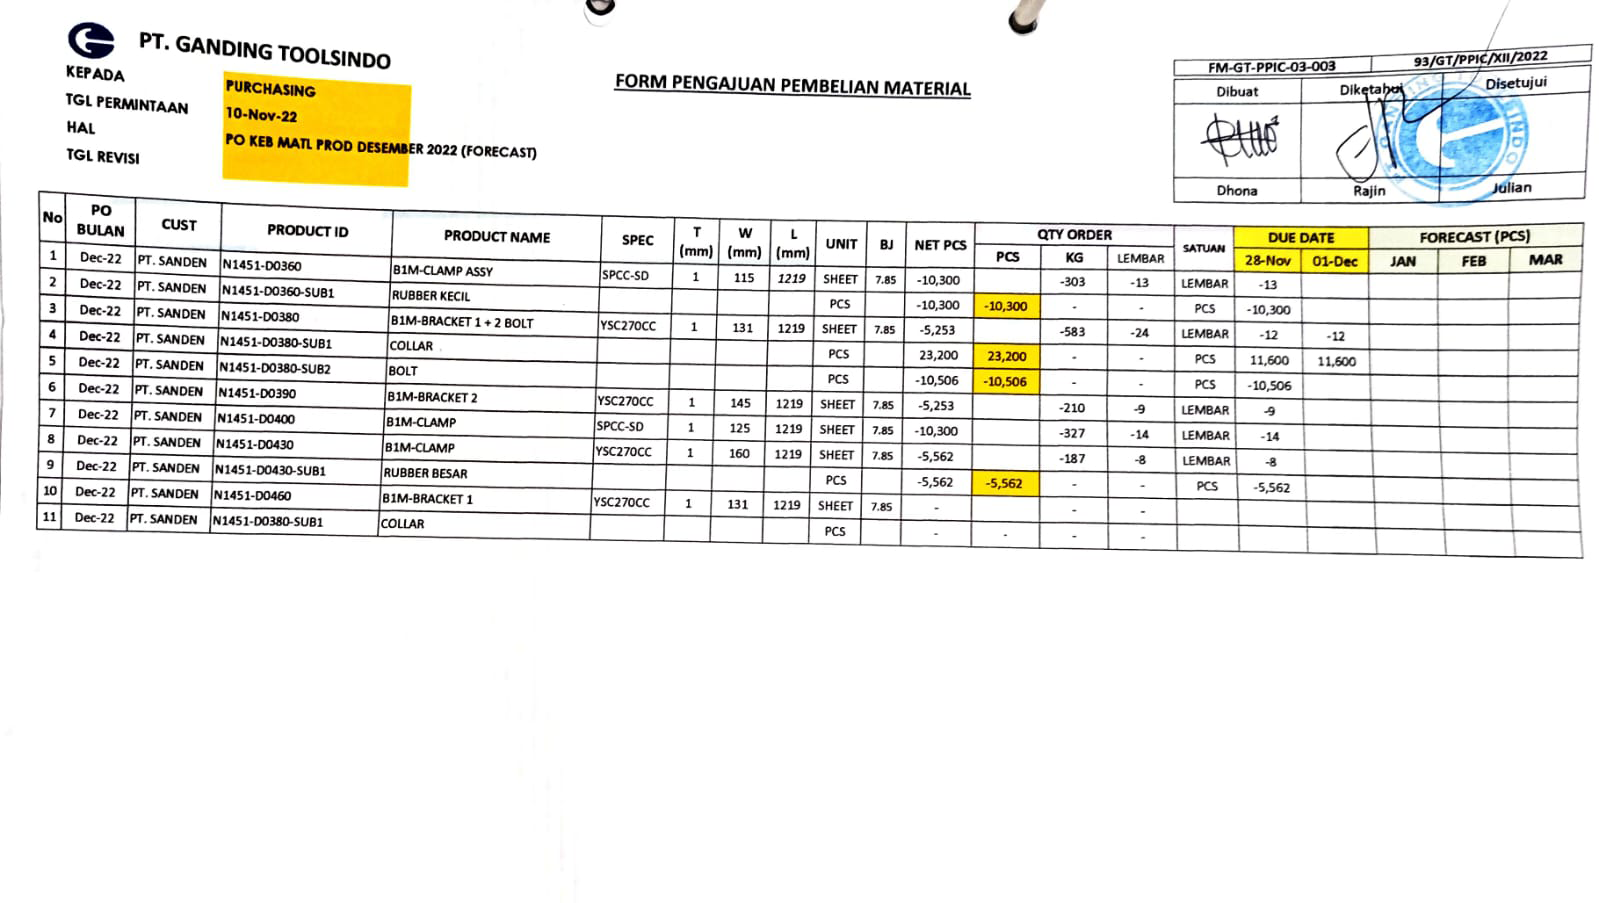 PT. GANDING TOOLSINDO
KEPADA PURCHASING
TGL PERMINTAAN 10-Nov-22
HAL PO KEB MATL PROD DESEMBER 2022 (FORECAST)
TGL REVISI
FORM PENGAJUAN PEMBELIAN MATERIAL
FM-GT-PPIC-03-003 93/GT/PPIC/XII/2022
Dibuat Diketahui Disetujui
Dhona Rajin Julian
No PO BULAN CUST PRODUCT ID PRODUCT NAME SPEC T (mm) W (mm) L (mm) UNIT BJ NET PCS QTY ORDER SATUAN DUE DATE FORECAST (PCS)
PCS KG LEMBAR 28-Nov 01-Dec JAN FEB MAR
1 Dec-22 PT. SANDEN N1451-D0360 B1M-CLAMP ASSY SPCC-SD 1 115 1219 SHEET 7.85 -10,300 -303 -13 LEMBAR -13
2 Dec-22 PT. SANDEN N1451-D0360-SUB1 RUBBER KECIL PCS -10,300 -10,300 - - PCS -10,300
3 Dec-22 PT. SANDEN N1451-D0380 B1M-BRACKET 1 + 2 BOLT YSC270CC 1 131 1219 SHEET 7.85 -5,253 -583 -24 LEMBAR -12 -12
4 Dec-22 PT. SANDEN N1451-D0380-SUB1 COLLAR PCS 23,200 23,200 - - PCS 11,600 11,600
5 Dec-22 PT. SANDEN N1451-D0380-SUB2 BOLT PCS -10,506 -10,506 - - PCS -10,506
6 Dec-22 PT. SANDEN N1451-D0390 B1M-BRACKET 2 YSC270CC 1 145 1219 SHEET 7.85 -5,253 -210 -9 LEMBAR -9
7 Dec-22 PT. SANDEN N1451-D0400 B1M-CLAMP SPCC-SD 1 125 1219 SHEET 7.85 -10,300 -327 -14 LEMBAR -14
8 Dec-22 PT. SANDEN N1451-D0430 B1M-CLAMP YSC270CC 1 160 1219 SHEET 7.85 -5,562 -187 -8 LEMBAR -8
9 Dec-22 PT. SANDEN N1451-D0430-SUB1 RUBBER BESAR PCS -5,562 -5,562 - - PCS -5,562
10 Dec-22 PT. SANDEN N1451-D0460 B1M-BRACKET 1 YSC270CC 1 131 1219 SHEET 7.85 - - -
11 Dec-22 PT. SANDEN N1451-D0380-SUB1 COLLAR PCS - - - -